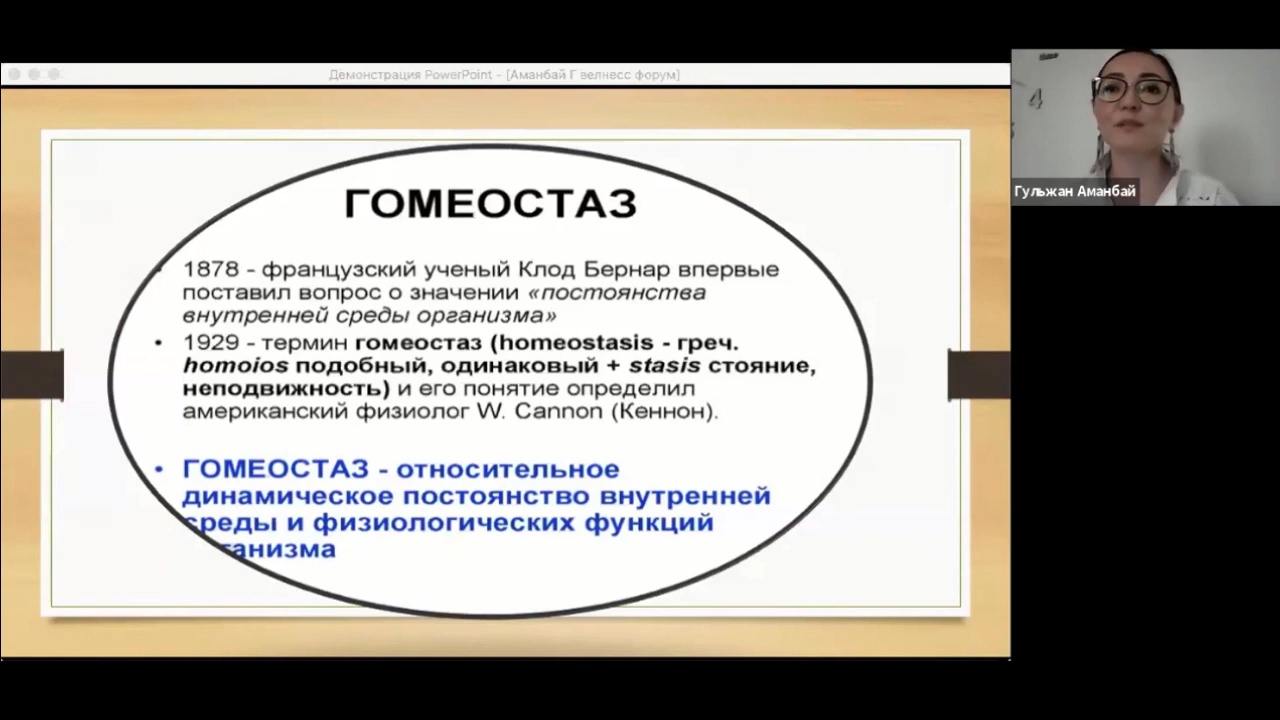 Демонстрация PowerPoint - [Аманбай Г велнесс форум]
4
Гульжан Аманбай
ГОМЕОСТАЗ
• 1878 - французский ученый Клод Бернар впервые
поставил вопрос о значении «постоянства
внутренней среды организма»
• 1929 - термин гомеостаз (homeostasis - греч.
homoios подобный, одинаковый + stasis стояние,
неподвижность) и его понятие определил
американский физиолог W. Cannon (Кеннон).
• ГОМЕОСТАЗ - относительное
динамическое постоянство внутренней
среды и физиологических функций
организма